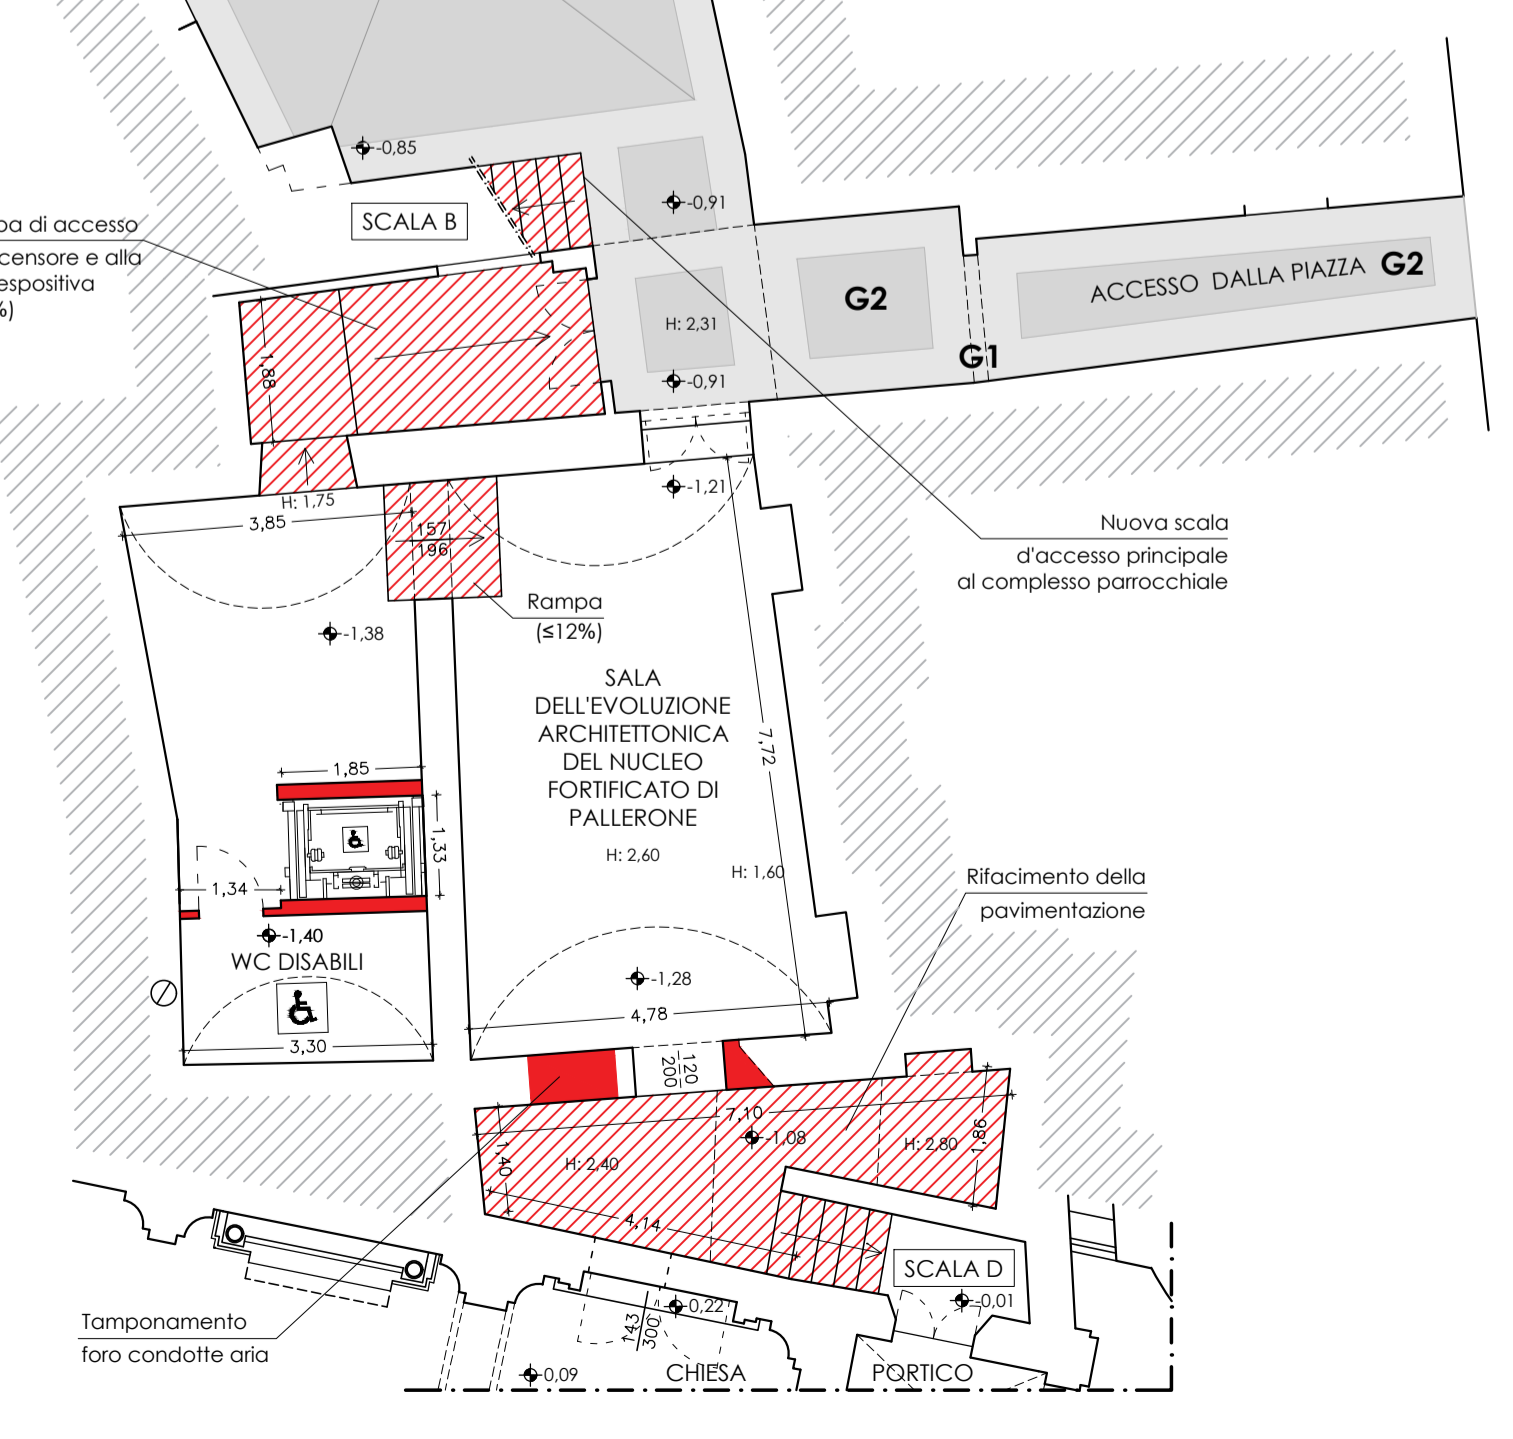 -0,85
SCALA B
-0,91
pa di accesso
censore e alla
espositiva
%)
ACCESSO DALLA PIAZZA
G2
G2
H: 2,31
G1
-0,91
1,88
-1,21
H: 1,75
3,85
157
196
Nuova scala
d'accesso principale
al complesso parrocchiale
Rampa
(≤12%)
-1,38
SALA
DELL'EVOLUZIONE
ARCHITETTONICA
DEL NUCLEO
FORTIFICATO DI
PALLERONE
7,72
1,85
1,33
H: 2,60
H: 1,60
1,34
Rifacimento della
pavimentazione
-1,40
WC DISABILI
-1,28
4,78
3,30
120
200
7,10
-1,08
1,40
H: 2,40
H: 2,80
1,86
4,14
SCALA D
-0,01
0,22
143
300
Tamponamento
foro condotte aria
0,09
CHIESA
PORTICO